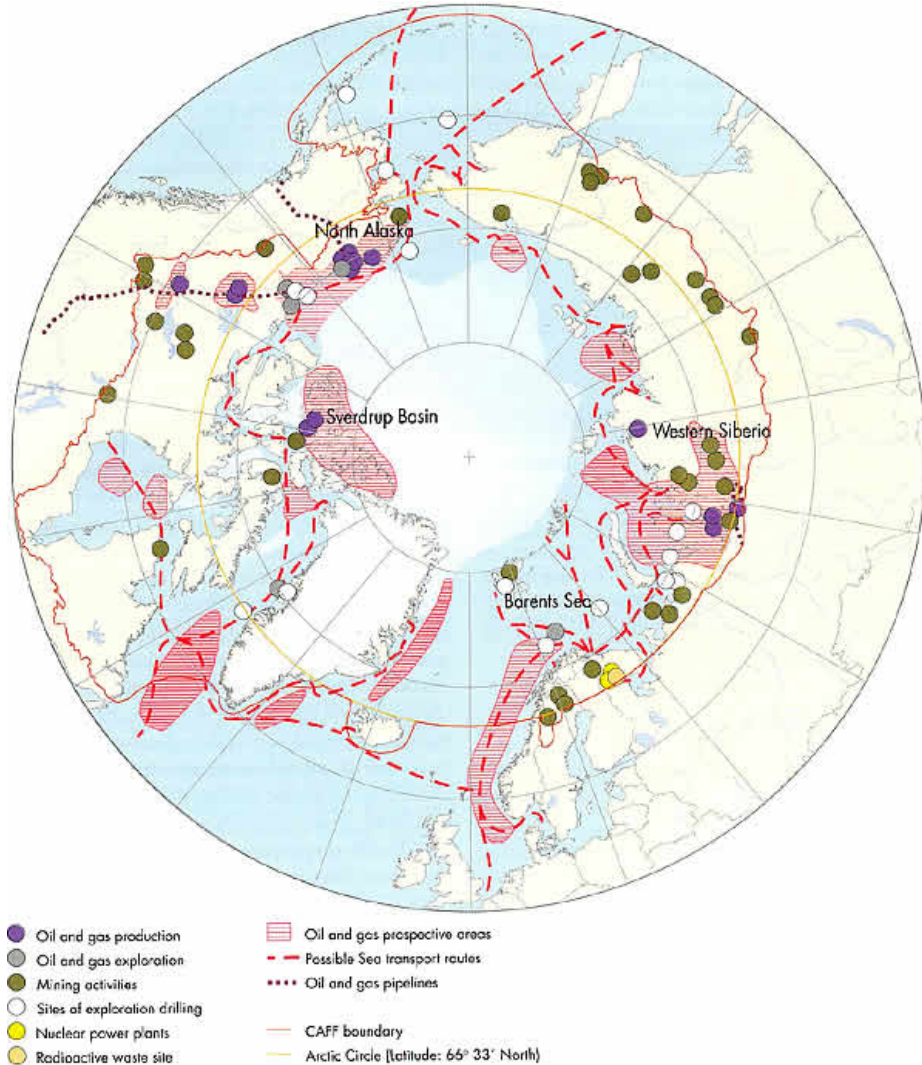 North Alaska
Sverdrup Basin
Western Siberia
Barents Sea
Oil and gas production
Oil and gas exploration
Mining activities
Sites of exploration drilling
Nuclear power plants
Radioactive waste site
Oil and gas prospective areas
Possible Sea transport routes
Oil and gas pipelines
CAFF boundary
Arctic Circle (Latitude: 66° 33' North)